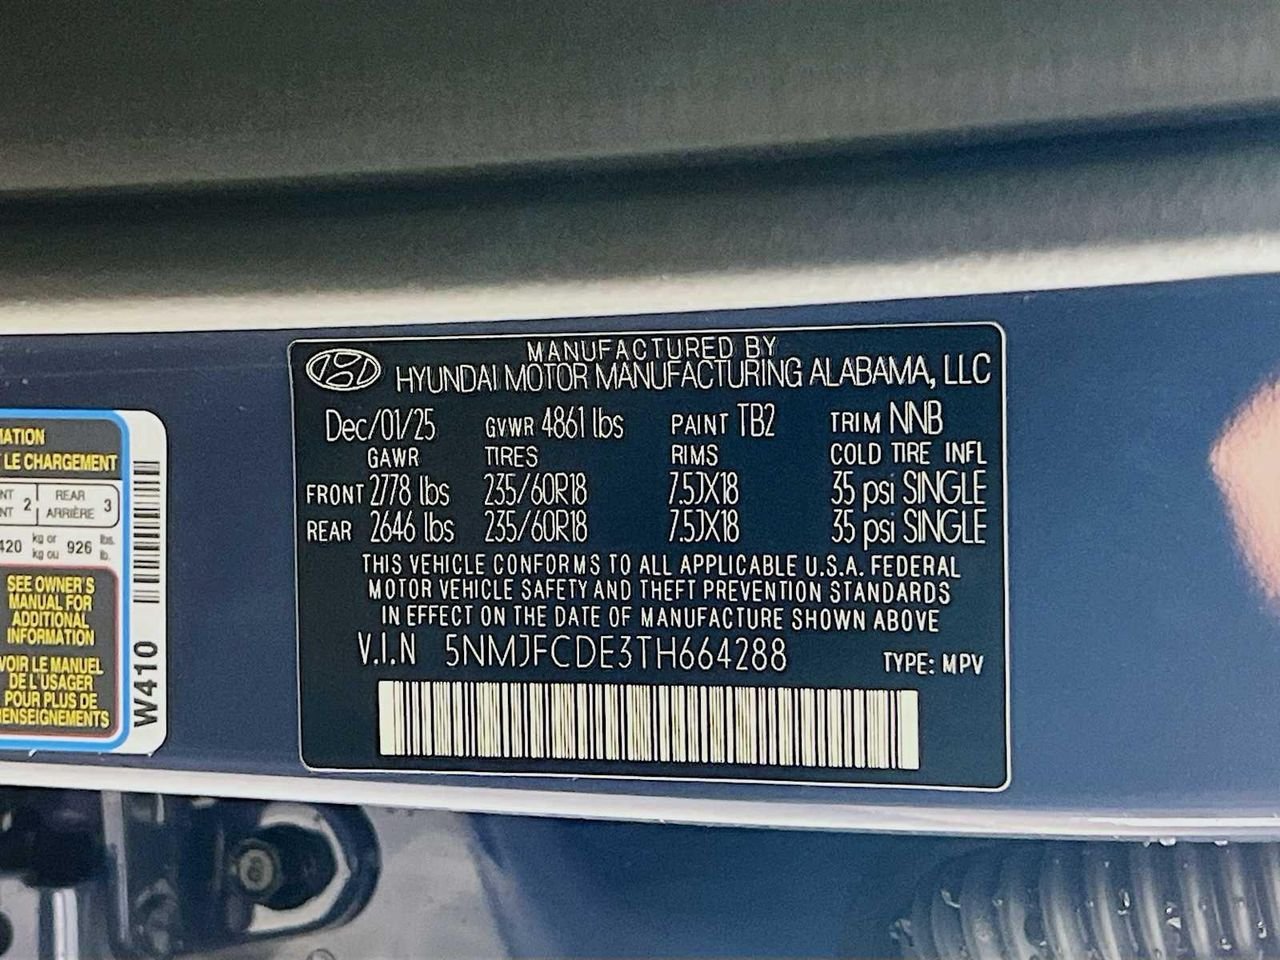 MANUFACTURED BY
HYUNDAI MOTOR MANUFACTURING ALABAMA, LLC
Dec/01/25 GVWR 4861 lbs PAINT TB2 TRIM NNB
GAWR TIRES RIMS COLD TIRE INFL
FRONT 2778 lbs 235/60R18 7.5JX18 35 psi SINGLE
REAR 2646 lbs 235/60R18 7.5JX18 35 psi SINGLE
THIS VEHICLE CONFORMS TO ALL APPLICABLE U.S.A. FEDERAL
MOTOR VEHICLE SAFETY AND THEFT PREVENTION STANDARDS
IN EFFECT ON THE DATE OF MANUFACTURE SHOWN ABOVE
V.I.N 5NMJFCDE3TH664288 TYPE: MPV
LE CHARGEMENT
2 REAR 3
ARRIÈRE
420 kg or 926 lbs.
kg ou lb.
SEE OWNER'S
MANUAL FOR
ADDITIONAL
INFORMATION
VOIR LE MANUEL
DE L'USAGER
POUR PLUS DE
RENSEIGNEMENTS
W410